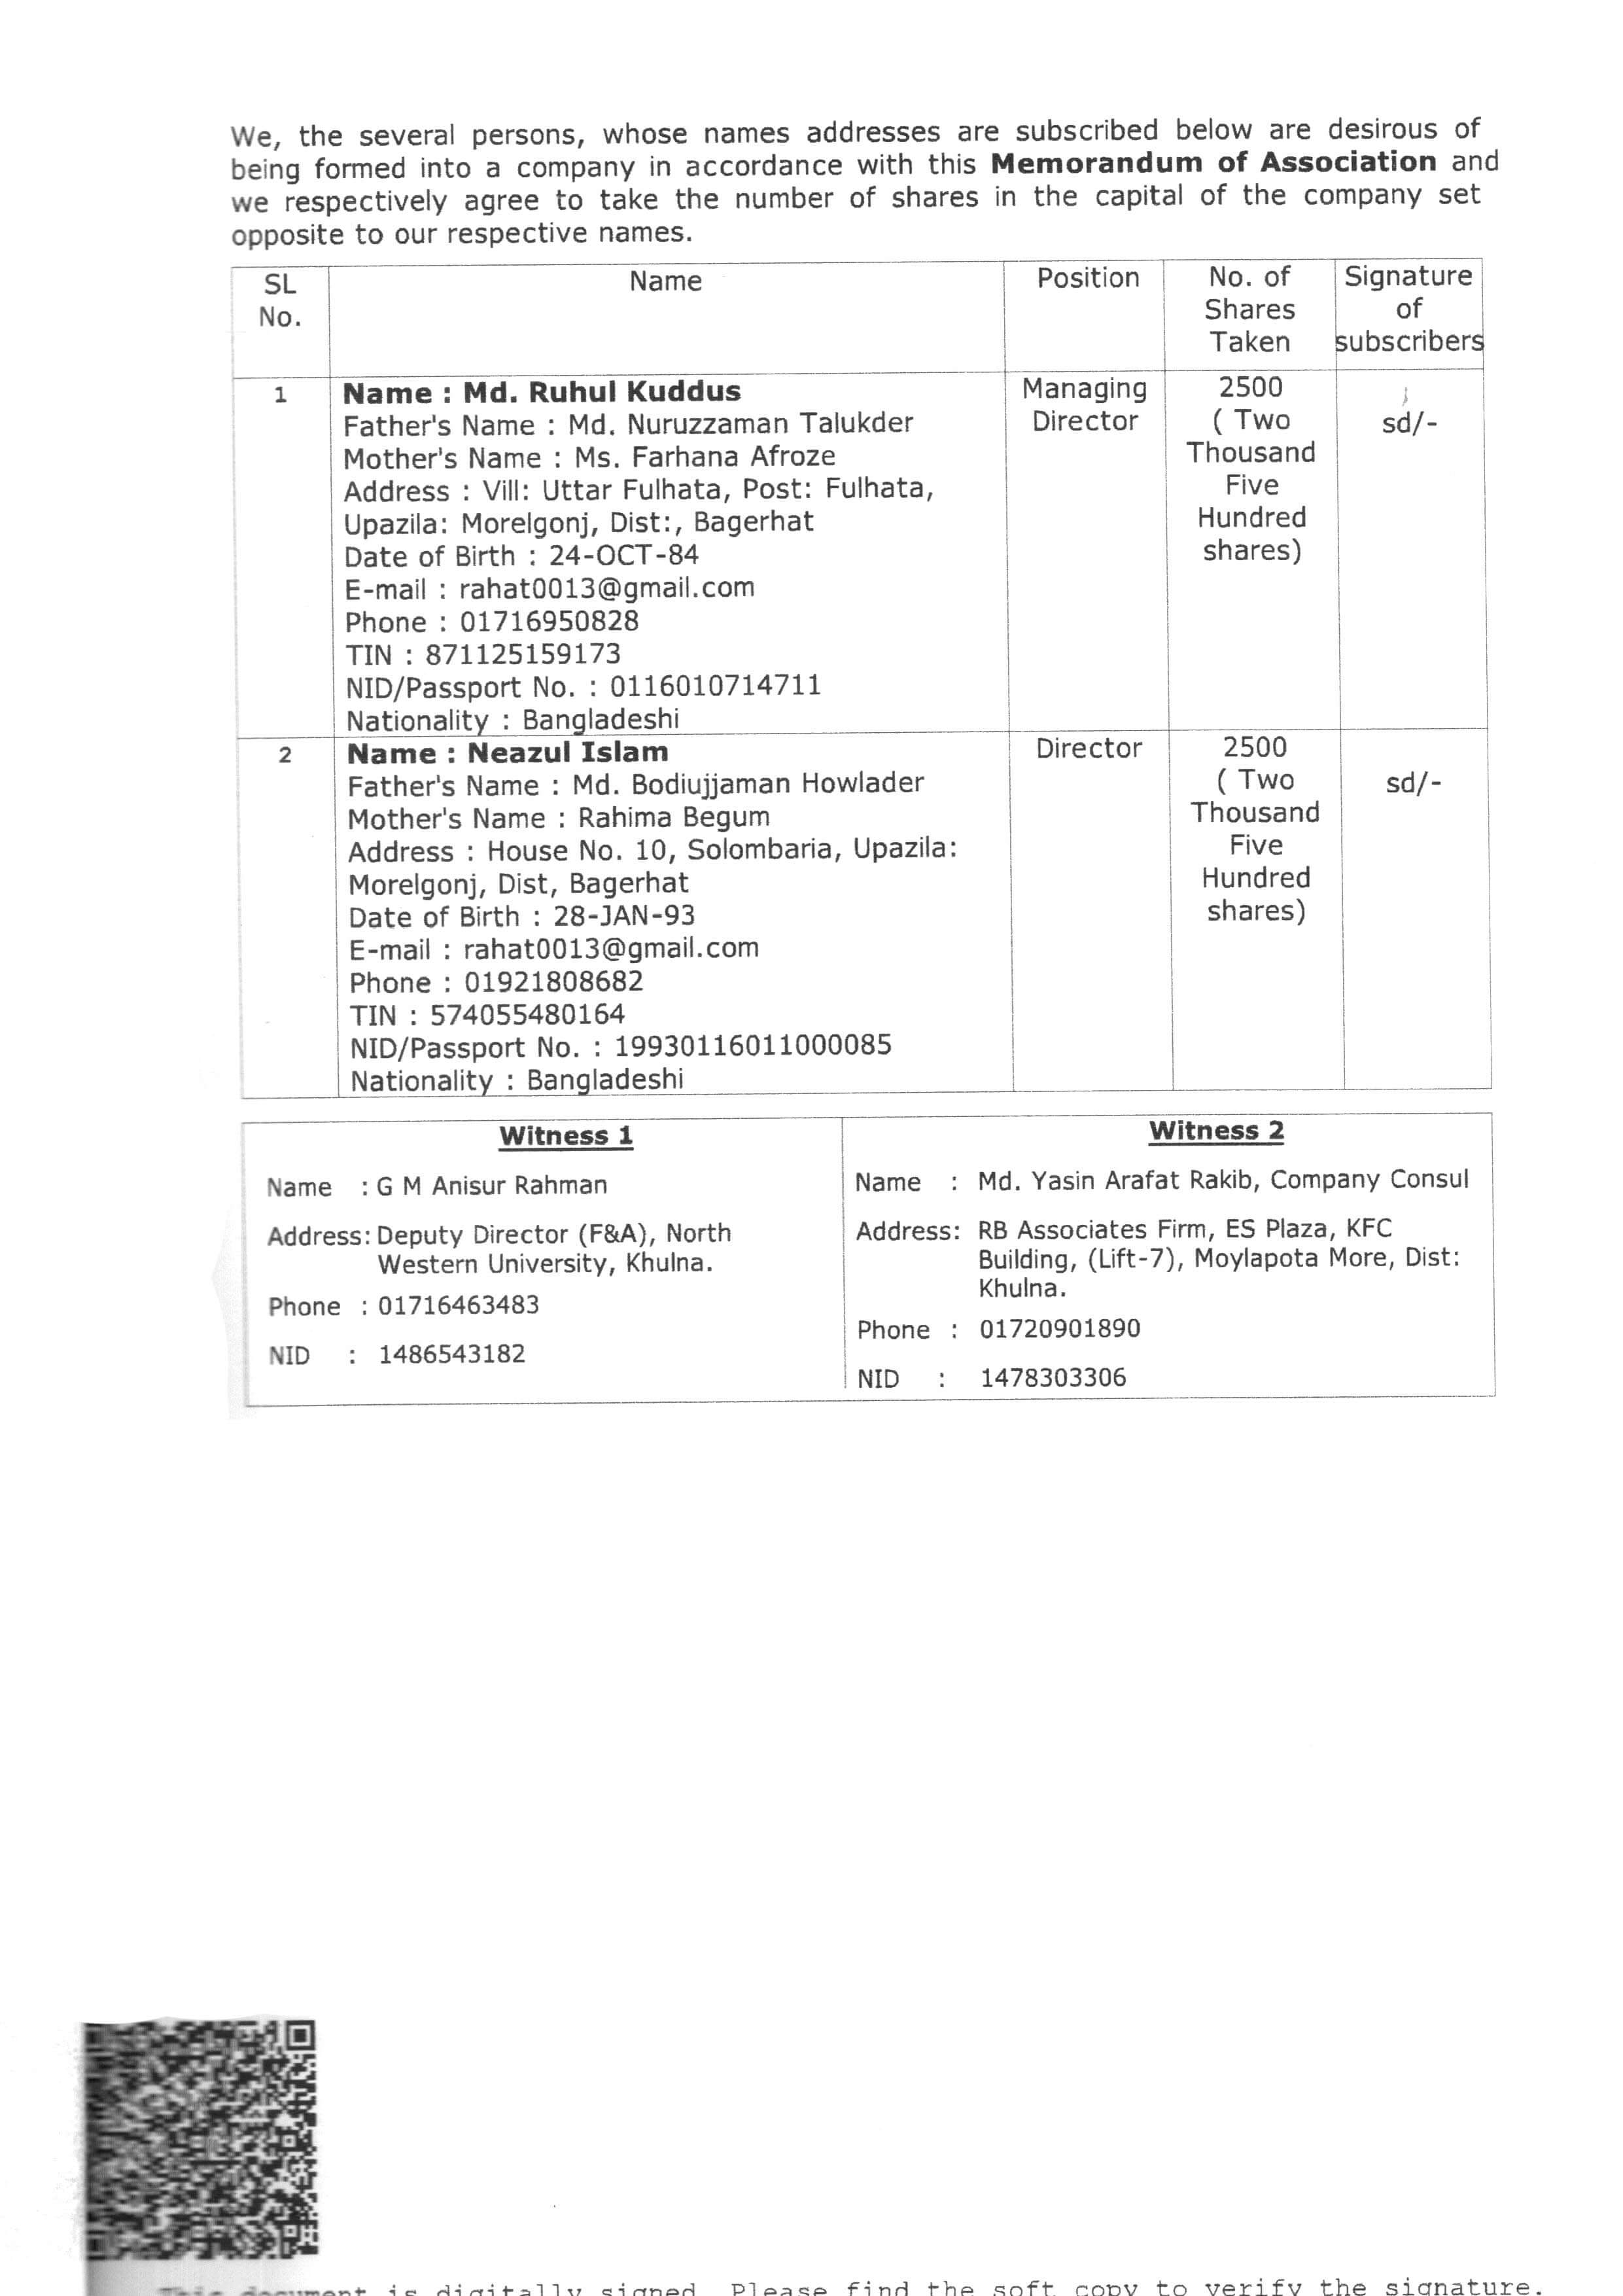 We, the several persons, whose names addresses are subscribed below are desirous of
being formed into a company in accordance with this Memorandum of Association and
we respectively agree to take the number of shares in the capital of the company set
opposite to our respective names.
SL No. Name Position No. of Shares Taken Signature of subscribers
1
Name : Md. Ruhul Kuddus
Father's Name : Md. Nuruzzaman Talukder
Mother's Name : Ms. Farhana Afroze
Address : Vill: Uttar Fulhata, Post: Fulhata,
Upazila: Morelgonj, Dist:, Bagerhat
Date of Birth : 24-OCT-84
E-mail : rahat0013@gmail.com
Phone : 01716950828
TIN : 871125159173
NID/Passport No. : 0116010714711
Nationality : Bangladeshi
Managing
Director
2500
( Two
Thousand
Five
Hundred
shares)
sd/-
2
Name : Neazul Islam
Father's Name : Md. Bodiujjaman Howlader
Mother's Name : Rahima Begum
Address : House No. 10, Solombaria, Upazila:
Morelgonj, Dist, Bagerhat
Date of Birth : 28-JAN-93
E-mail : rahat0013@gmail.com
Phone : 01921808682
TIN : 574055480164
NID/Passport No. : 19930116011000085
Nationality : Bangladeshi
Director
2500
( Two
Thousand
Five
Hundred
shares)
sd/-
Witness 1
Name : G M Anisur Rahman
Address: Deputy Director (F&A), North
Western University, Khulna.
Phone : 01716463483
NID : 1486543182
Witness 2
Name : Md. Yasin Arafat Rakib, Company Consul
Address: RB Associates Firm, ES Plaza, KFC
Building, (Lift-7), Moylapota More, Dist:
Khulna.
Phone : 01720901890
NID : 1478303306
This document is digitally signed. Please find the soft copy to verify the signature.